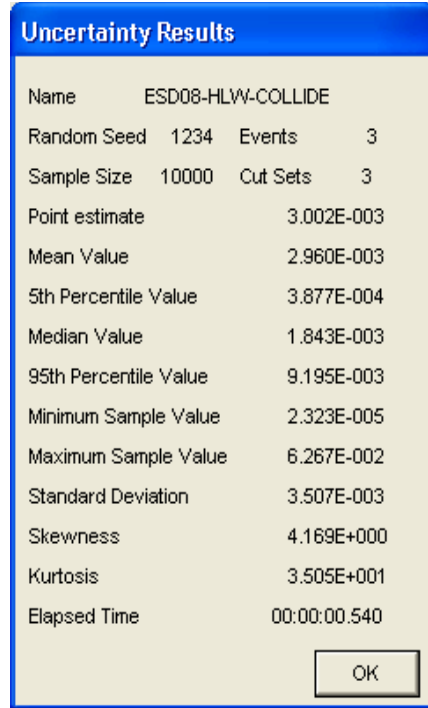 Uncertainty Results
Name ESD08-HLW-COLLIDE
Random Seed 1234 Events 3
Sample Size 10000 Cut Sets 3
Point estimate 3.002E-003
Mean Value 2.960E-003
5th Percentile Value 3.877E-004
Median Value 1.843E-003
95th Percentile Value 9.195E-003
Minimum Sample Value 2.323E-005
Maximum Sample Value 6.267E-002
Standard Deviation 3.507E-003
Skewness 4.169E+000
Kurtosis 3.505E+001
Elapsed Time 00:00:00.540
OK